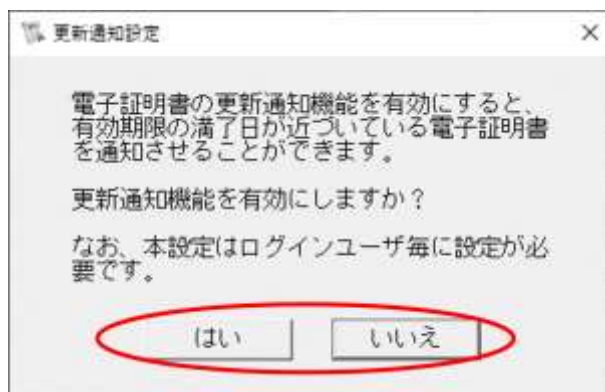 更新通知設定
電子証明書の更新通知機能を有効にすると、
有効期限の満了日が近づいている電子証明書
を通知させることができます。
更新通知機能を有効にしますか？
なお、本設定はログインユーザ毎に設定が必
要です。
はい
いいえ